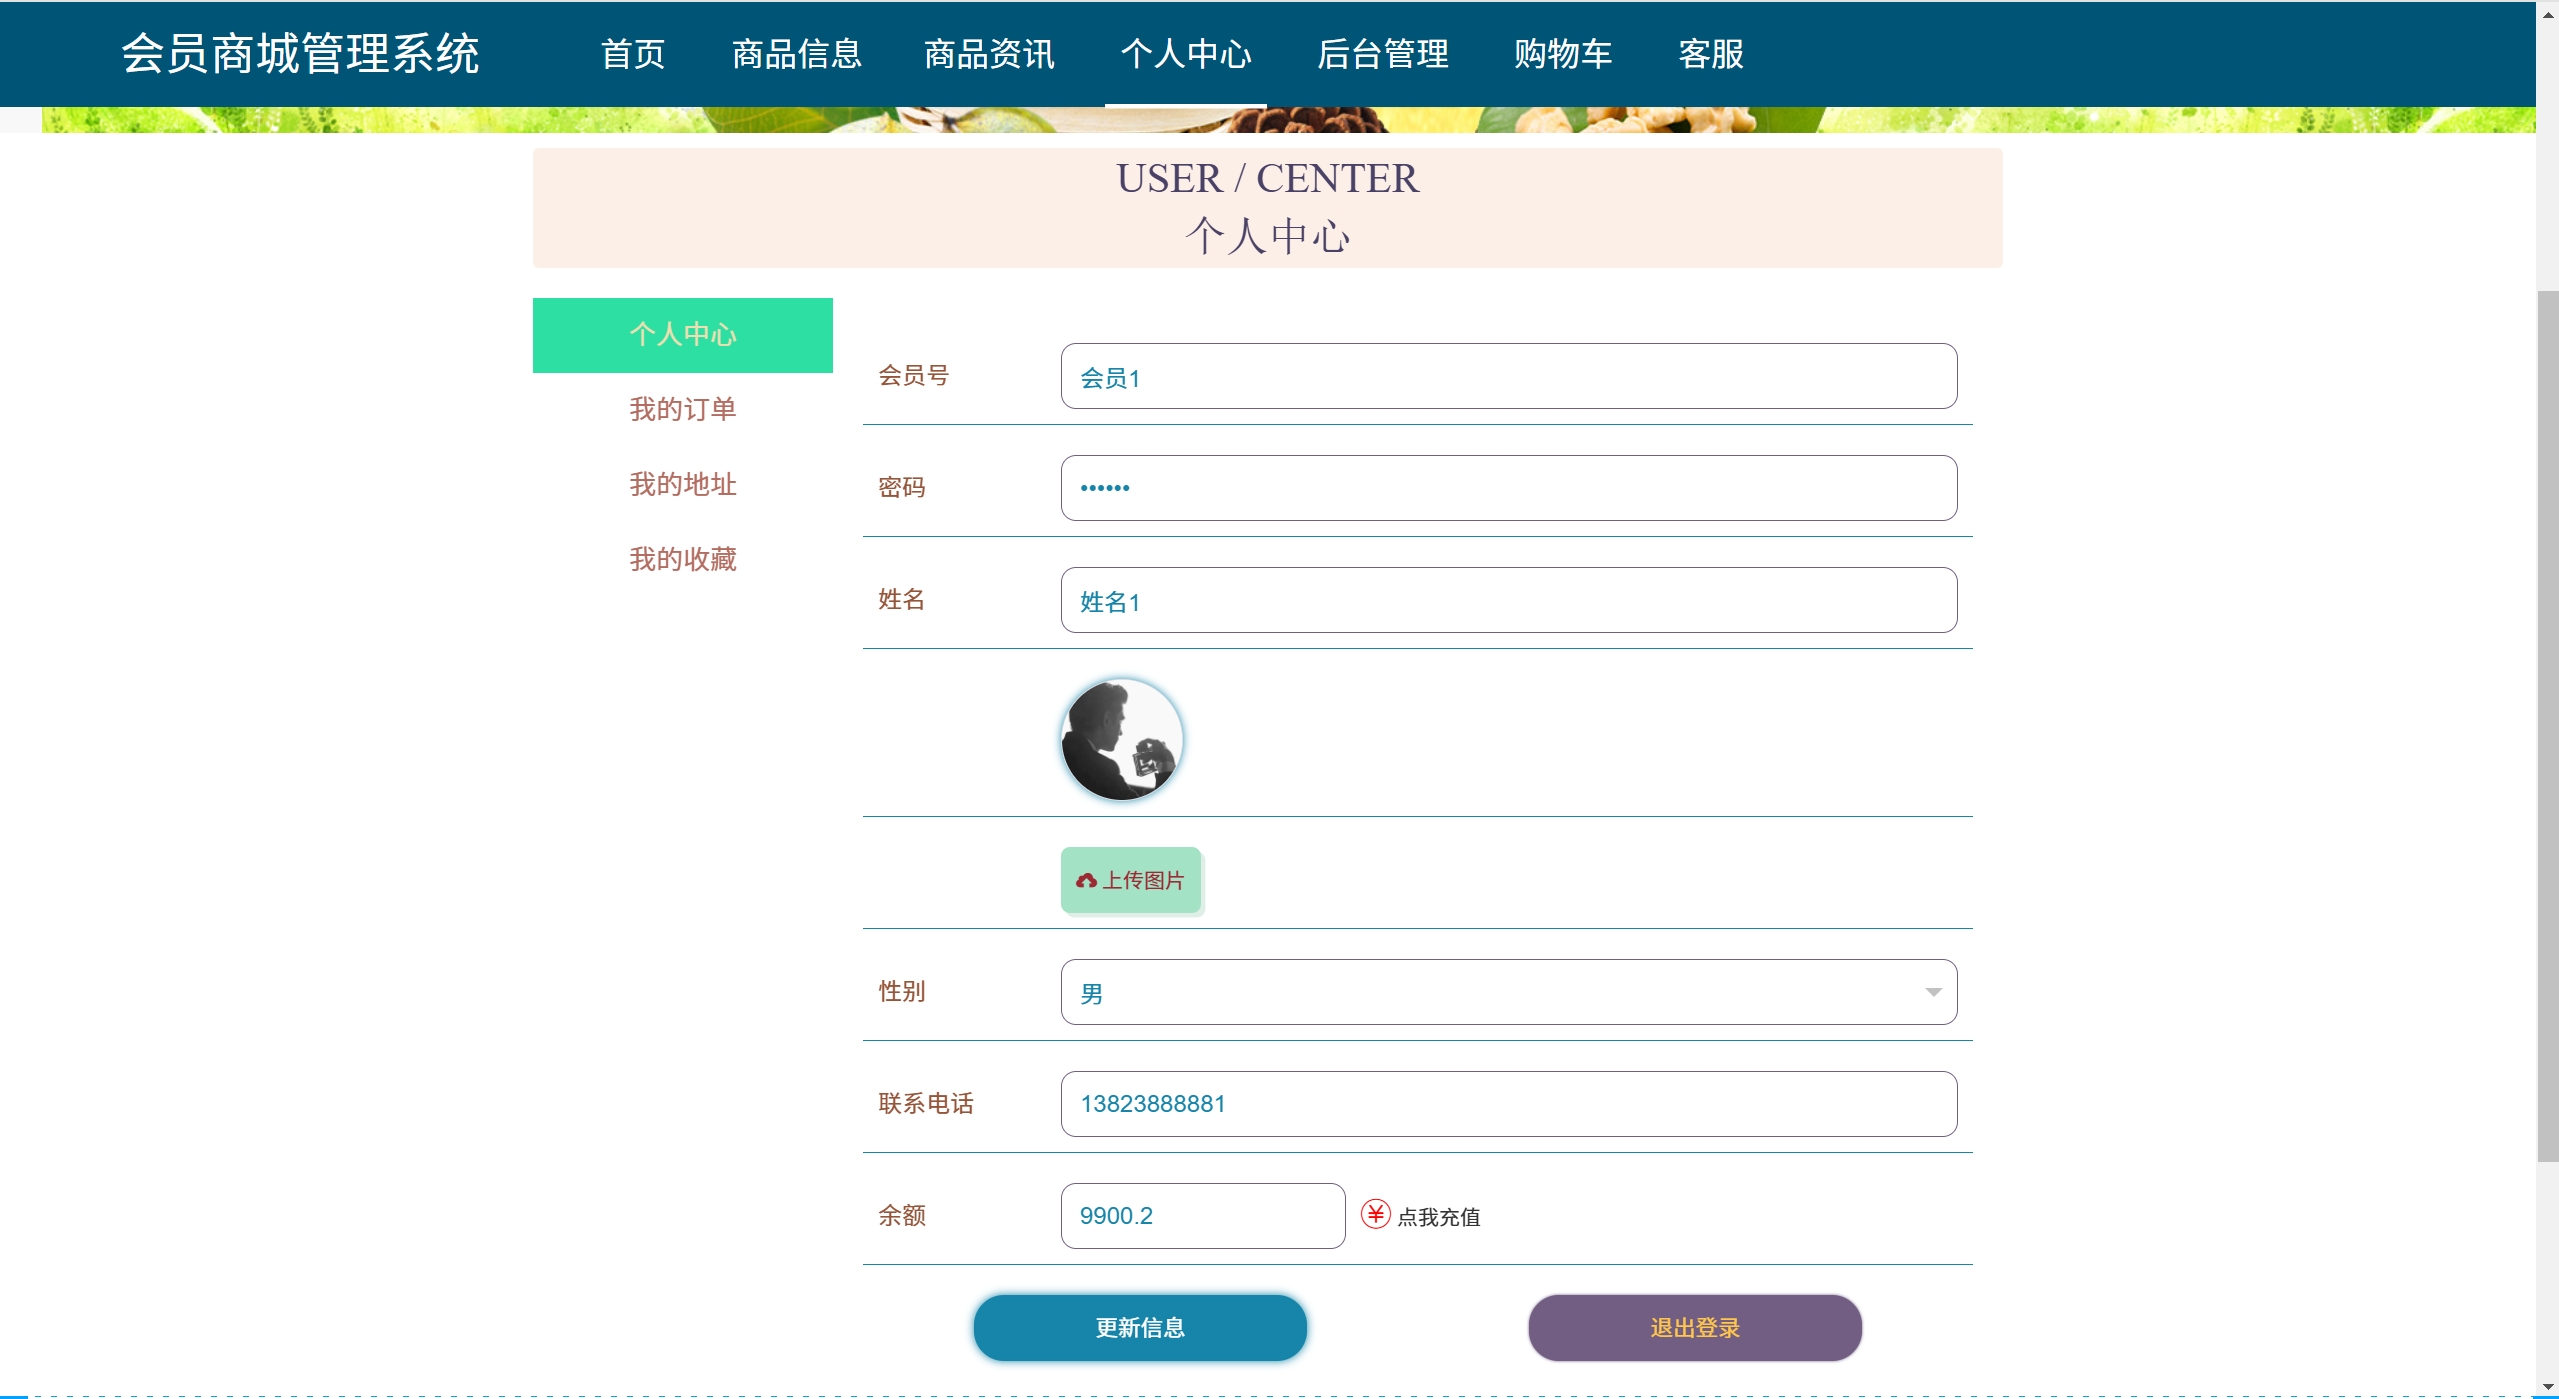 会员商城管理系统 首页 商品信息 商品资讯 个人中心 后台管理 购物车 客服
USER / CENTER
个人中心
个人中心
我的订单
我的地址
我的收藏
会员号 会员1
密码 ••••••
姓名 姓名1
上传图片
性别 男
联系电话 13823888881
余额 9900.2 点我充值
更新信息 退出登录